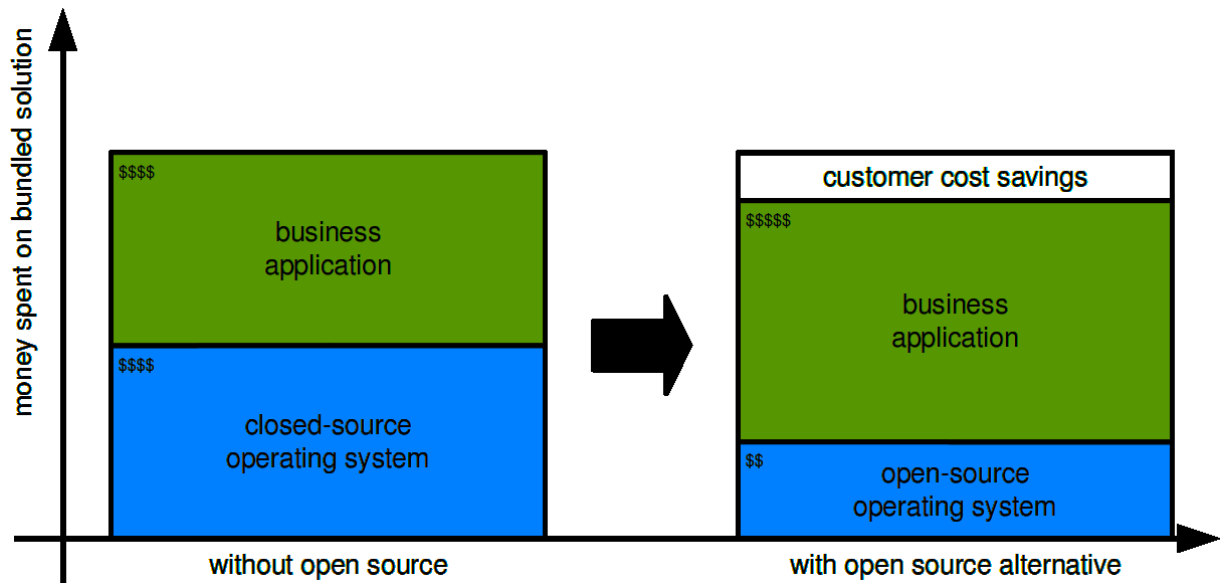 money spent on bundled solution
$$$$
business
application
$$$$
closed-source
operating system
without open source
customer cost savings
$$$$$
business
application
$$
open-source
operating system
with open source alternative